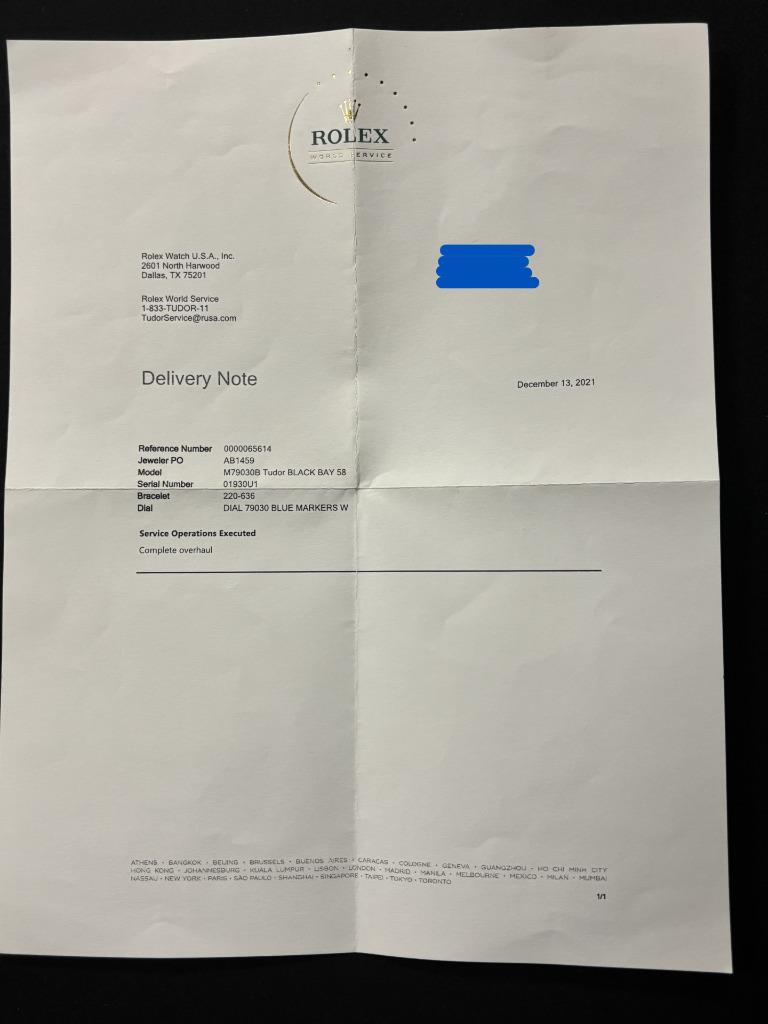 ROLEX
WORLD SERVICE
Rolex Watch U.S.A., Inc.
2601 North Harwood
Dallas, TX 75201
Rolex World Service
1-833-TUDOR-11
TudorService@rusa.com
Delivery Note
December 13, 2021
Reference Number 0000065614
Jeweler PO AB1459
Model M79030B Tudor BLACK BAY 58
Serial Number 01930U1
Bracelet 220-636
Dial DIAL 79030 BLUE MARKERS W
Service Operations Executed
Complete overhaul
ATHENS · BANGKOK · BEIJING · BRUSSELS · BUENOS AIRES · CARACAS · COLOGNE · GENEVA · GUANGZHOU · HO CHI MINH CITY
HONG KONG · JOHANNESBURG · KUALA LUMPUR · LISBON · LONDON · MADRID · MANILA · MELBOURNE · MEXICO · MILAN · MUMBAI
NASSAU · NEW YORK · PARIS · SÃO PAULO · SHANGHAI · SINGAPORE · TAIPEI · TOKYO · TORONTO
1/1